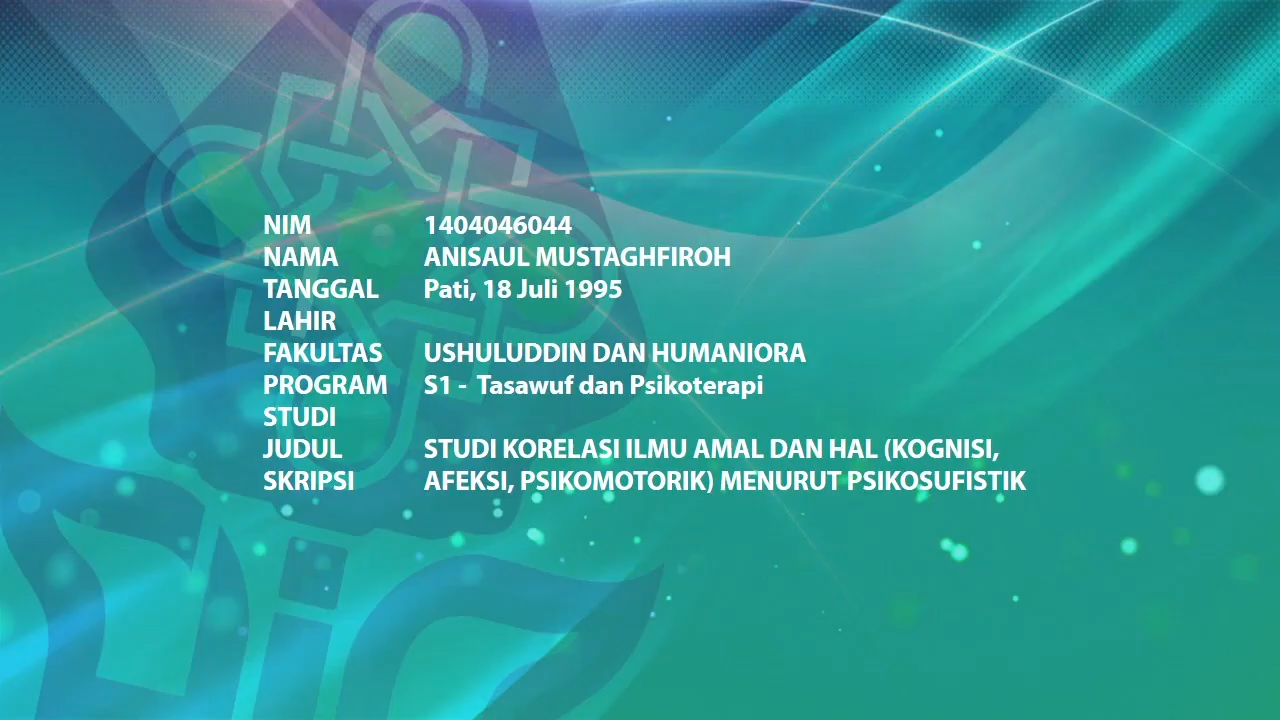 NIM 1404046044
NAMA ANISAUL MUSTAGHFIROH
TANGGAL Pati, 18 Juli 1995
LAHIR
FAKULTAS USHULUDDIN DAN HUMANIORA
PROGRAM S1 - Tasawuf dan Psikoterapi
STUDI
JUDUL STUDI KORELASI ILMU AMAL DAN HAL (KOGNISI,
SKRIPSI AFEKSI, PSIKOMOTORIK) MENURUT PSIKOSUFISTIK